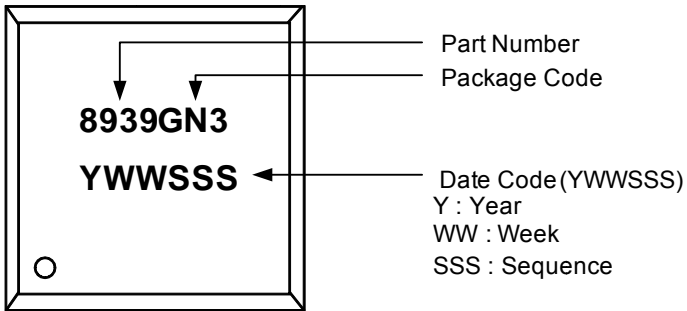 Part Number
Package Code
8939GN3
YWWSSS
Date Code (YWWSSS)
Y : Year
WW : Week
SSS : Sequence